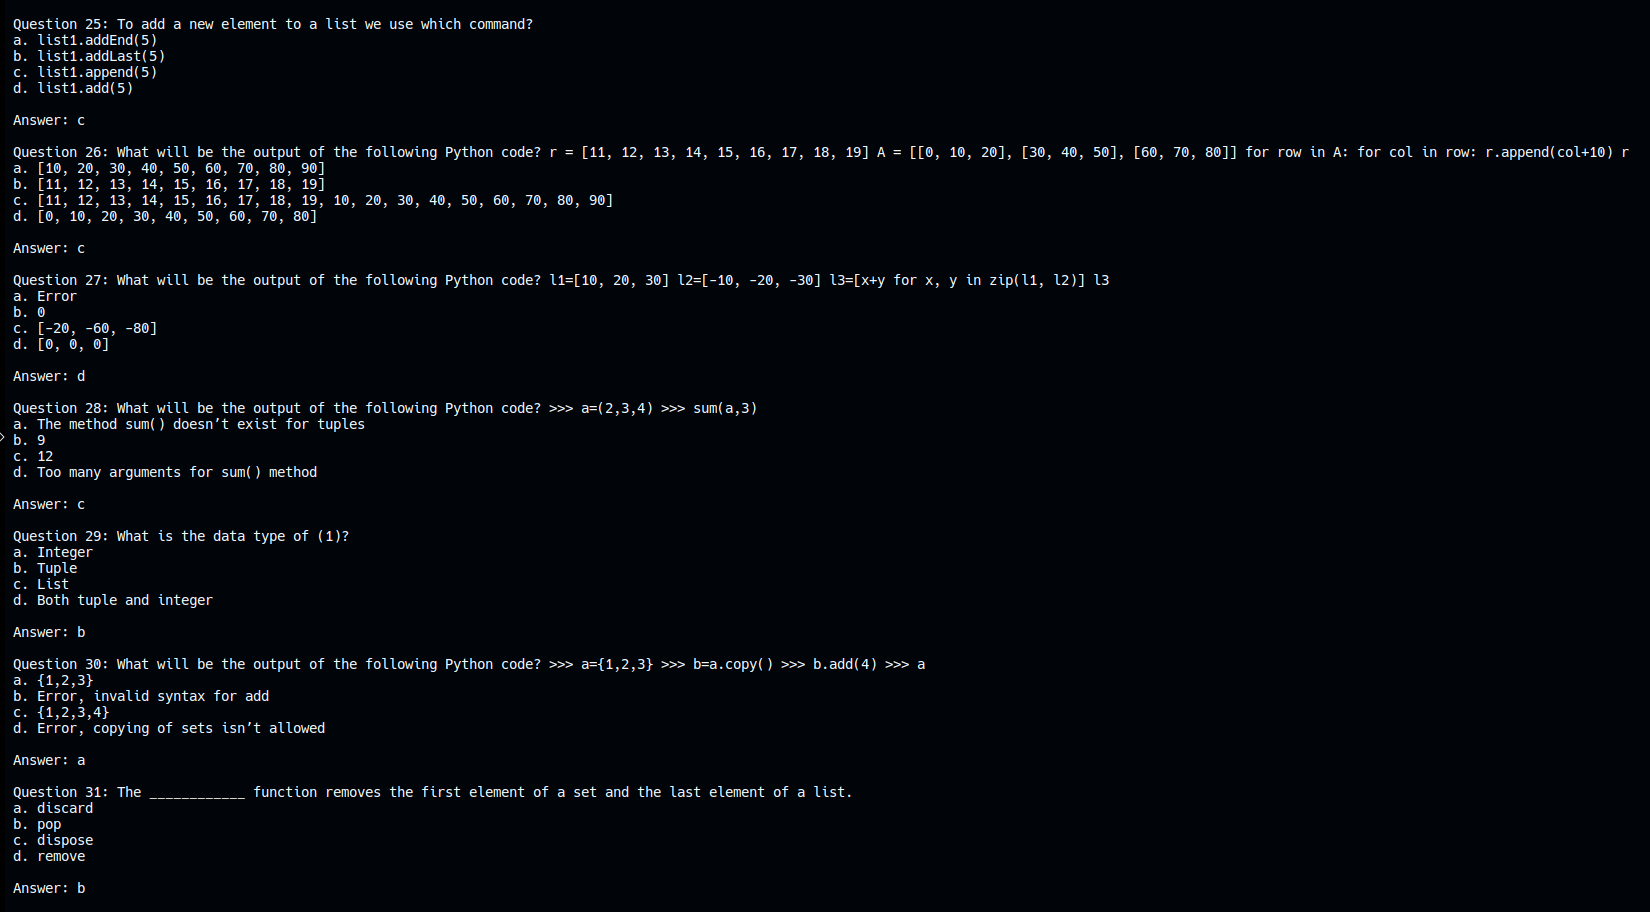 Question 25: To add a new element to a list we use which command?
a. list1.addEnd(5)
b. list1.addLast(5)
c. list1.append(5)
d. list1.add(5)
Answer: c
Question 26: What will be the output of the following Python code? r = [11, 12, 13, 14, 15, 16, 17, 18, 19] A = [[0, 10, 20], [30, 40, 50], [60, 70, 80]] for row in A: for col in row: r.append(col+10) r
a. [10, 20, 30, 40, 50, 60, 70, 80, 90]
b. [11, 12, 13, 14, 15, 16, 17, 18, 19]
c. [11, 12, 13, 14, 15, 16, 17, 18, 19, 10, 20, 30, 40, 50, 60, 70, 80, 90]
d. [0, 10, 20, 30, 40, 50, 60, 70, 80]
Answer: c
Question 27: What will be the output of the following Python code? l1=[10, 20, 30] l2=[-10, -20, -30] l3=[x+y for x, y in zip(l1, l2)] l3
a. Error
b. 0
c. [-20, -60, -80]
d. [0, 0, 0]
Answer: d
Question 28: What will be the output of the following Python code? >>> a=(2,3,4) >>> sum(a,3)
a. The method sum() doesn’t exist for tuples
b. 9
c. 12
d. Too many arguments for sum() method
Answer: c
Question 29: What is the data type of (1)?
a. Integer
b. Tuple
c. List
d. Both tuple and integer
Answer: b
Question 30: What will be the output of the following Python code? >>> a={1,2,3} >>> b=a.copy() >>> b.add(4) >>> a
a. {1,2,3}
b. Error, invalid syntax for add
c. {1,2,3,4}
d. Error, copying of sets isn’t allowed
Answer: a
Question 31: The ____________ function removes the first element of a set and the last element of a list.
a. discard
b. pop
c. dispose
d. remove
Answer: b